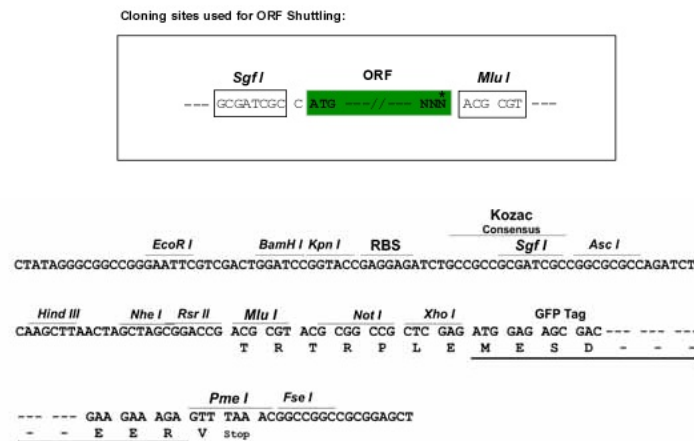 Cloning sites used for ORF Shuttling:
Sgf I ORF Mlu I
*
--- GCGATCGC C ATG ---//--- NNN ACG CGT ---
Kozac
Consensus
EcoR I BamH I Kpn I RBS Sgf I Asc I
CTATAGGGCGGCCGGGAATTCGTCGACTGGATCCGGTACCGAGGAGATCTGCCGCCGCGATCGCCGGCGCGCCAGATCT
Hind III Nhe I Rsr II Mlu I Not I Xho I GFP Tag
CAAGCTTAACTAGCTAGCGGACCG ACG CGT ACG CGG CCG CTC GAG ATG GAG AGC GAC --- --- ---
T R T R P L E M E S D - - -
Pme I Fse I
--- --- GAA GAA AGA GTT TAA ACGGCCGGCCGCGGAGCT
- - E E R V Stop